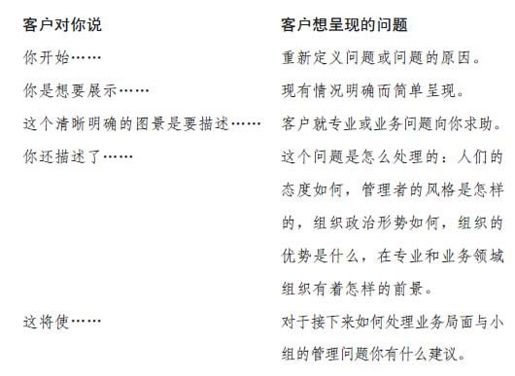 客户对你说 客户想呈现的问题
你开始…… 重新定义问题或问题的原因。
你是想要展示…… 现有情况明确而简单呈现。
这个清晰明确的图景是要描述…… 客户就专业或业务问题向你求助。
你还描述了…… 这个问题是怎么处理的：人们的
态度如何，管理者的风格是怎样
的，组织政治形势如何，组织的
优势是什么，在专业和业务领域
组织有着怎样的前景。
这将使…… 对于接下来如何处理业务局面与小
组的管理问题你有什么建议。